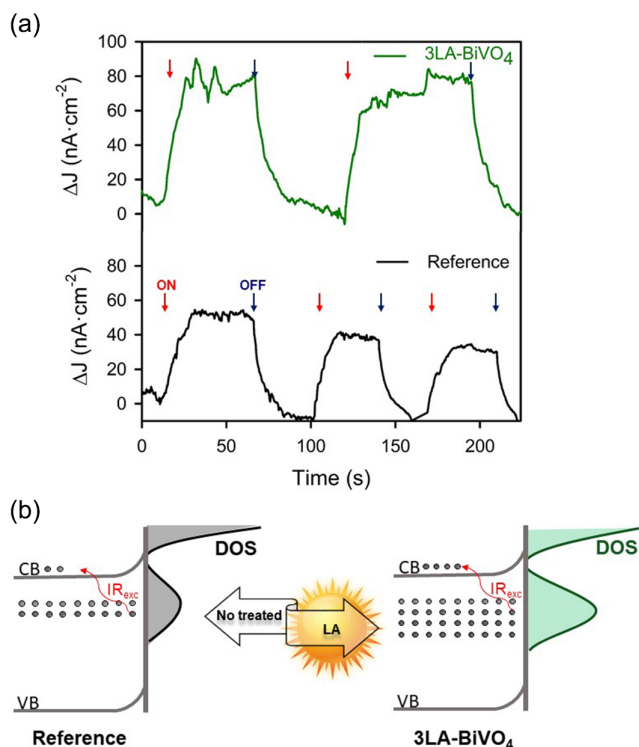 (a)
3LA-BiVO₄
100
80
60
40
20
0
ΔJ (nA·cm⁻²)
Reference
ON
OFF
80
60
40
20
0
ΔJ (nA·cm⁻²)
0 50 100 150 200
Time (s)
(b)
DOS
DOS
CB
CB
IRexc
IRexc
No treated
LA
VB
VB
Reference
3LA-BiVO₄